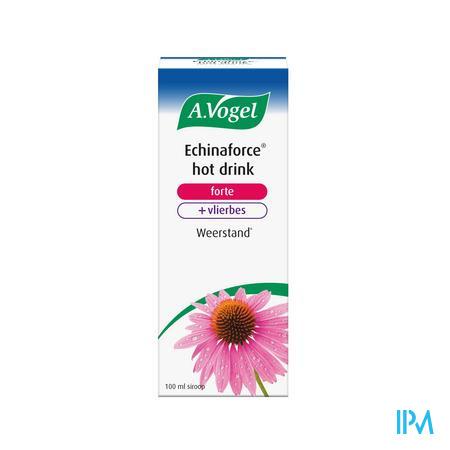 A.Vogel
Echinaforce®
hot drink
forte
+vlierbes
Weerstand*
100 ml siroop
IPM